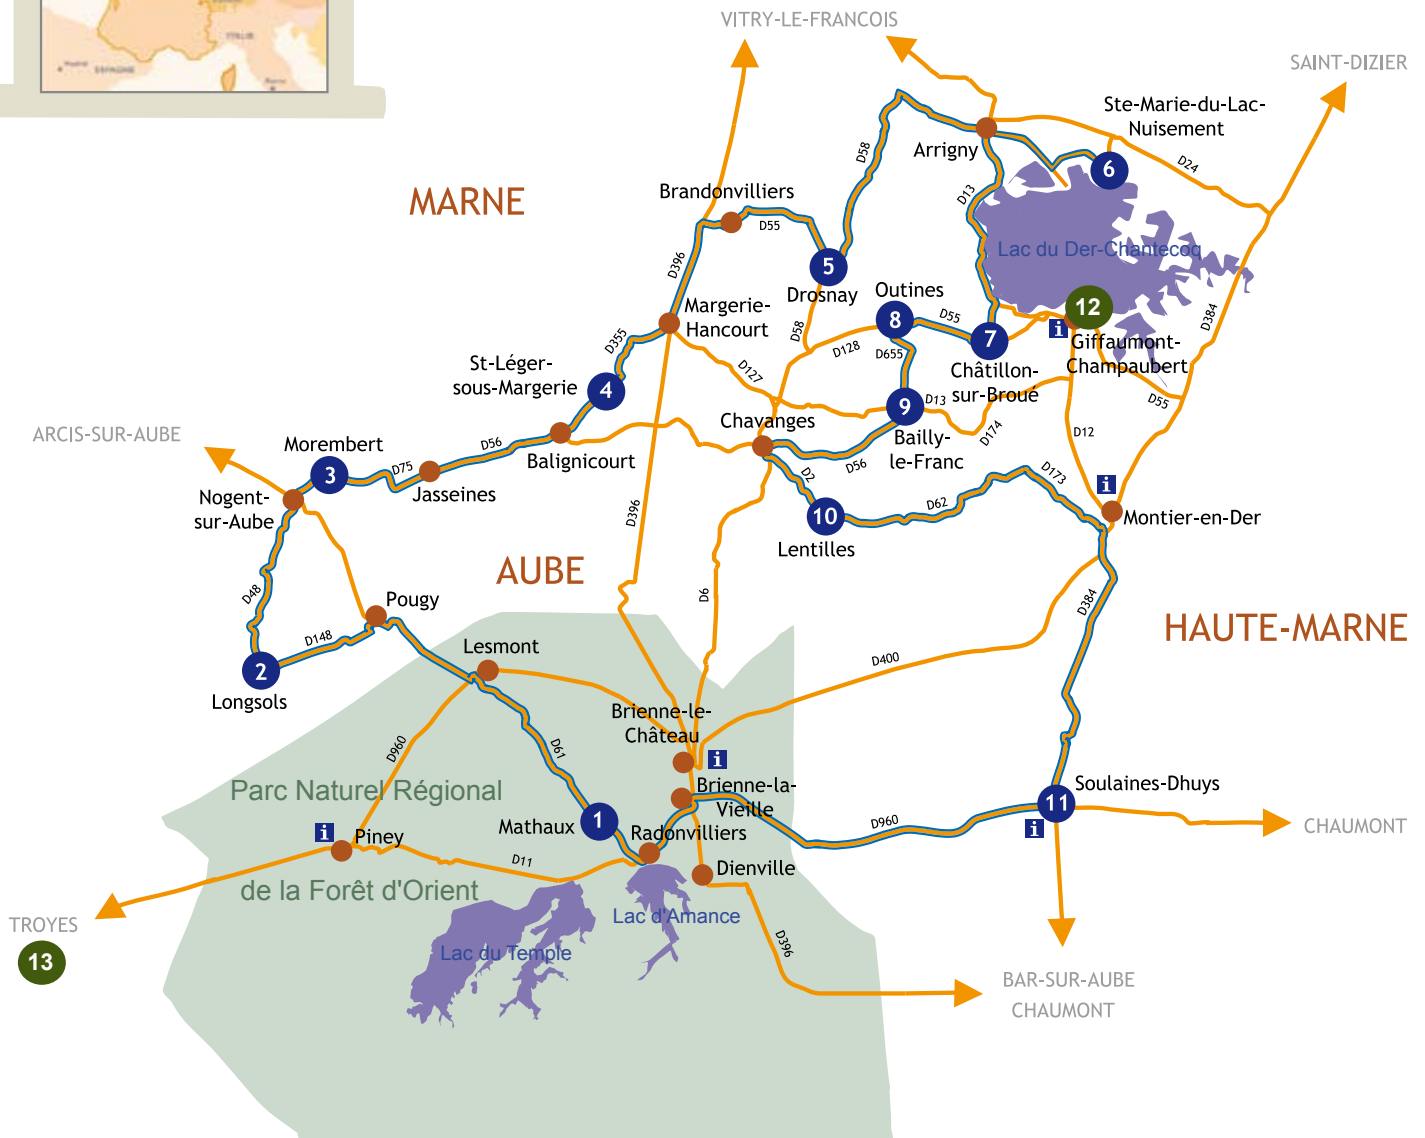 VITRY-LE-FRANCOIS
SAINT-DIZIER
ITALIE
Madrid
ESPAGNE
Ste-Marie-du-Lac-
Nuisement
Arrigny
D58
6
D24
D13
MARNE
Brandonvilliers
D55
D396
5
Drosnay
Lac du Der-Chantecoq
Outines
8
D55
12
i
7
Giffaumont-
Champaubert
D384
Margerie-
Hancourt
D355
D58
D128
D655
Châtillon-
sur-Broué
St-Léger-
sous-Margerie
4
D127
9
D13
D55
ARCIS-SUR-AUBE
Morembert
3
D75
D56
Chavanges
D174
D12
Balignicourt
Bailly-
le-Franc
D56
Jasseines
Nogent-
sur-Aube
D2
D173
i
D396
10
D62
Montier-en-Der
Lentilles
AUBE
D48
D6
D384
Pougy
HAUTE-MARNE
D148
Lesmont
D400
2
Longsols
Brienne-le-
Château
i
D960
D61
Brienne-la-
Vieille
Soulaines-Dhuys
11
i
Parc Naturel Régional
i
Piney
Mathaux
1
Radonvilliers
D960
CHAUMONT
D11
Dienville
de la Forêt d'Orient
Lac d'Amance
TROYES
13
Lac du Temple
D396
BAR-SUR-AUBE
CHAUMONT